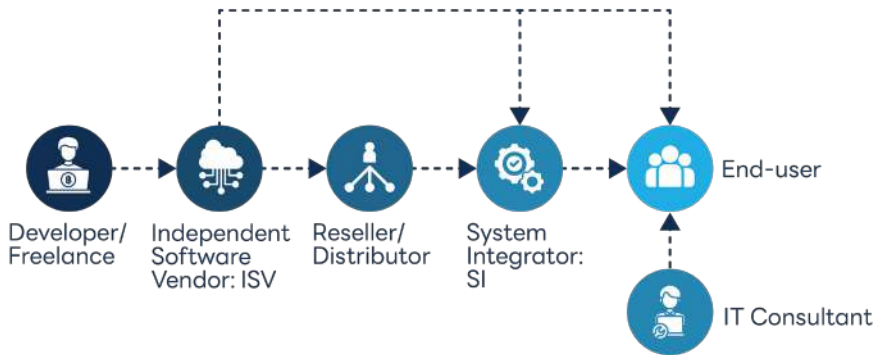 End-user
Developer/
Freelance
Independent
Software
Vendor: ISV
Reseller/
Distributor
System
Integrator:
SI
IT Consultant